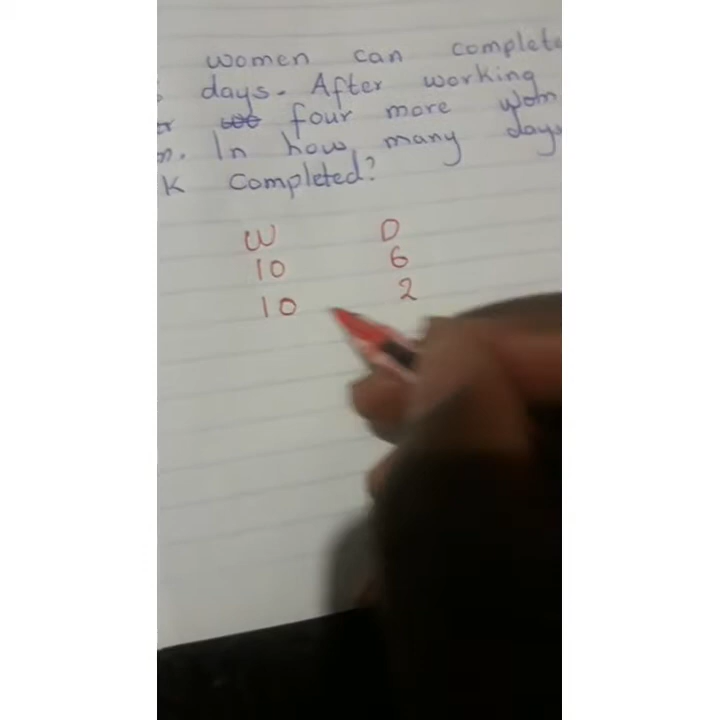 women can complete
days. After working
four more wom
n. In how many days
k completed?
W D
10 6
10 2